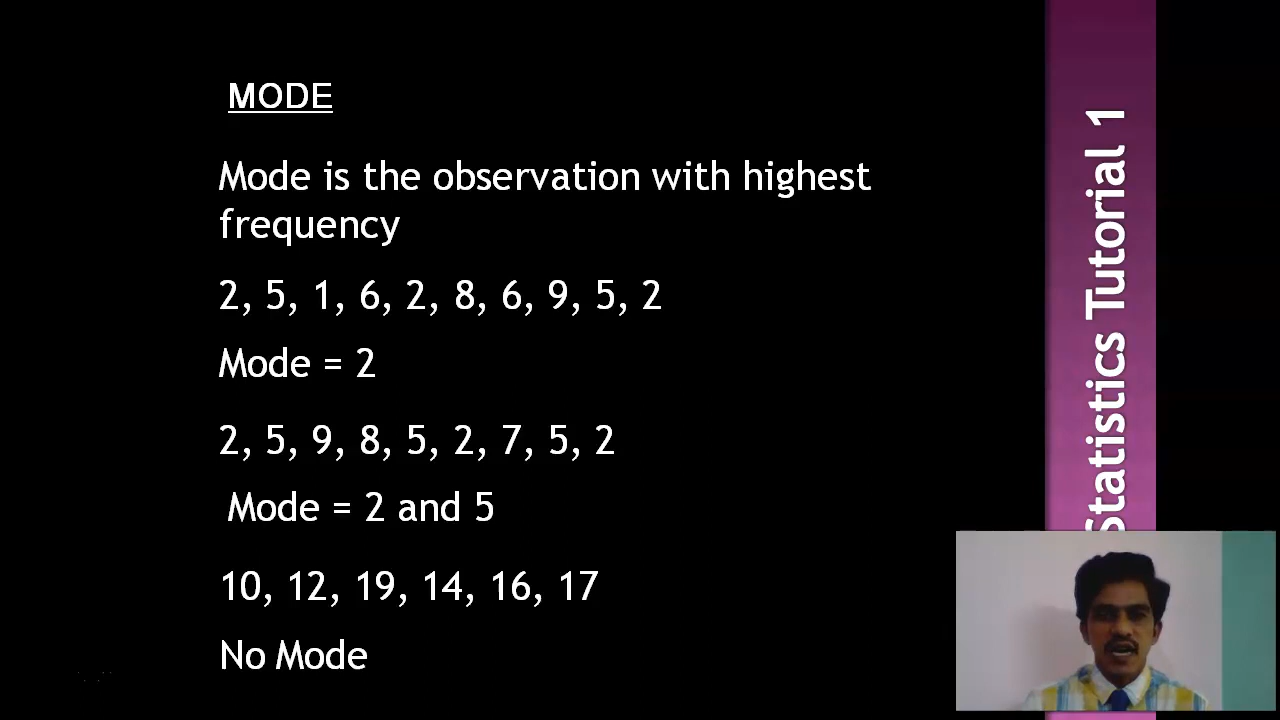 MODE
Mode is the observation with highest
frequency
2, 5, 1, 6, 2, 8, 6, 9, 5, 2
Mode = 2
2, 5, 9, 8, 5, 2, 7, 5, 2
Mode = 2 and 5
10, 12, 19, 14, 16, 17
No Mode
Statistics Tutorial 1